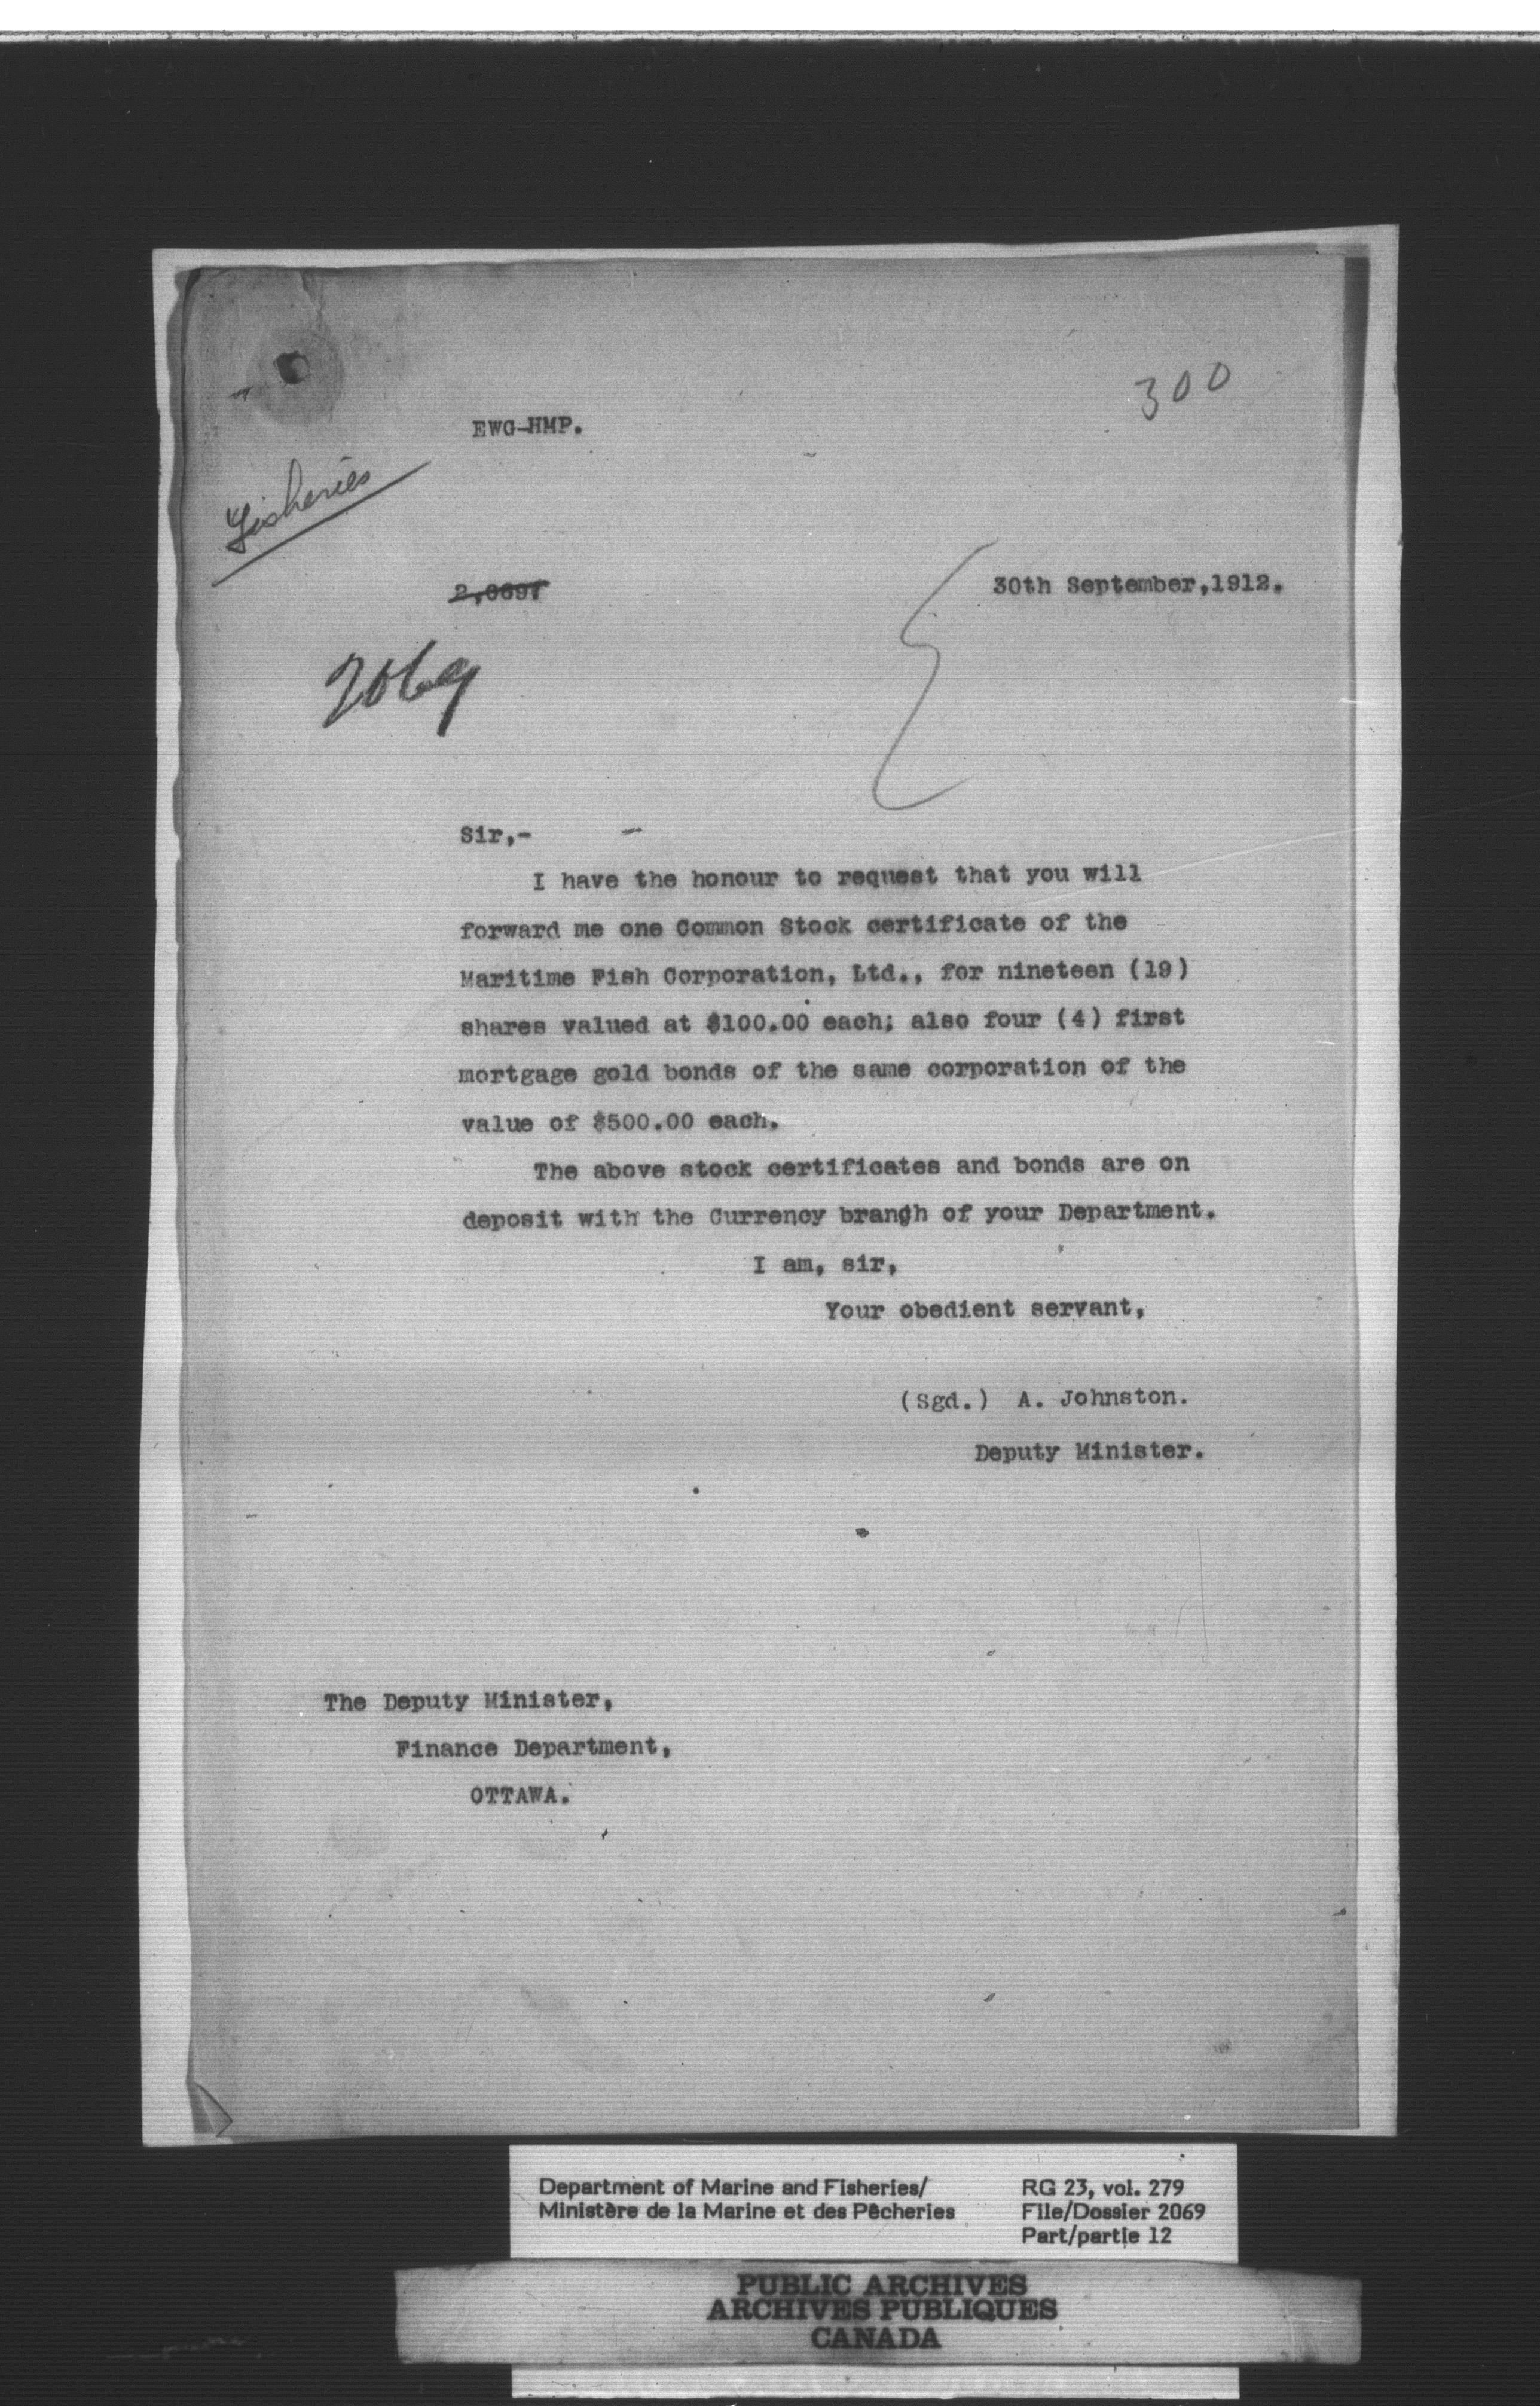 300
EWG-HMP.
Fisheries
30th September,1912.
2069
Sir,-
I have the honour to request that you will
forward me one Common Stock certificate of the
Maritime Fish Corporation, Ltd., for nineteen (19)
shares valued at $100.00 each; also four (4) first
mortgage gold bonds of the same corporation of the
value of $500.00 each.
The above stock certificates and bonds are on
deposit with the Currency branch of your Department.
I am, sir,
Your obedient servant,
(Sgd.) A. Johnston.
Deputy Minister.
The Deputy Minister,
Finance Department,
OTTAWA.
Department of Marine and Fisheries/ RG 23, vol. 279
Ministère de la Marine et des Pêcheries File/Dossier 2069
Part/partie 12
PUBLIC ARCHIVES
ARCHIVES PUBLIQUES
CANADA